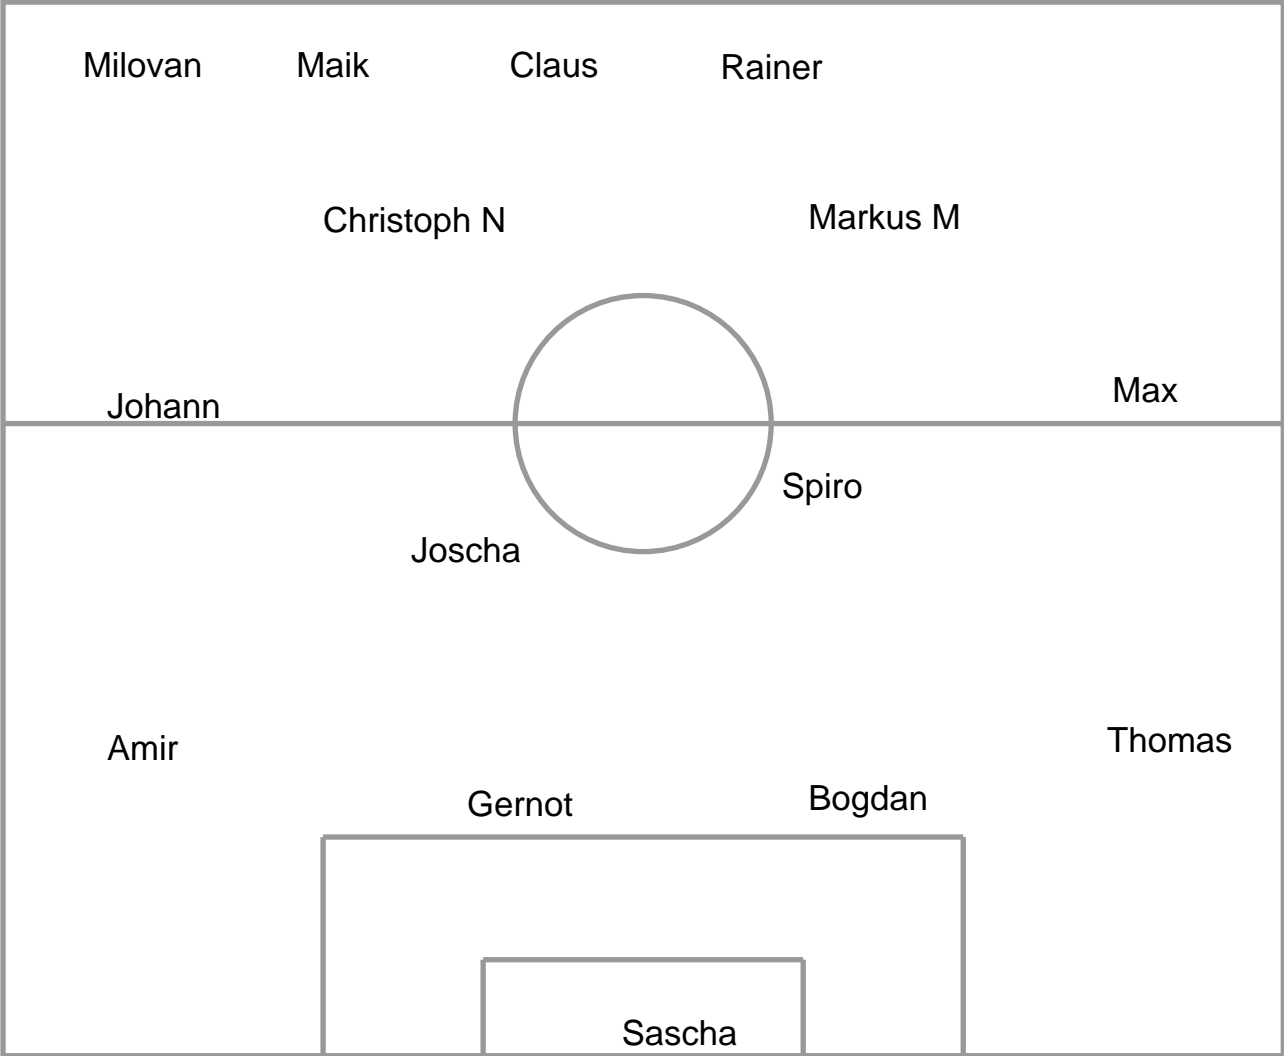 Milovan Maik Claus Rainer
Christoph N Markus M
Johann Max
Spiro
Joscha
Amir Thomas
Gernot Bogdan
Sascha